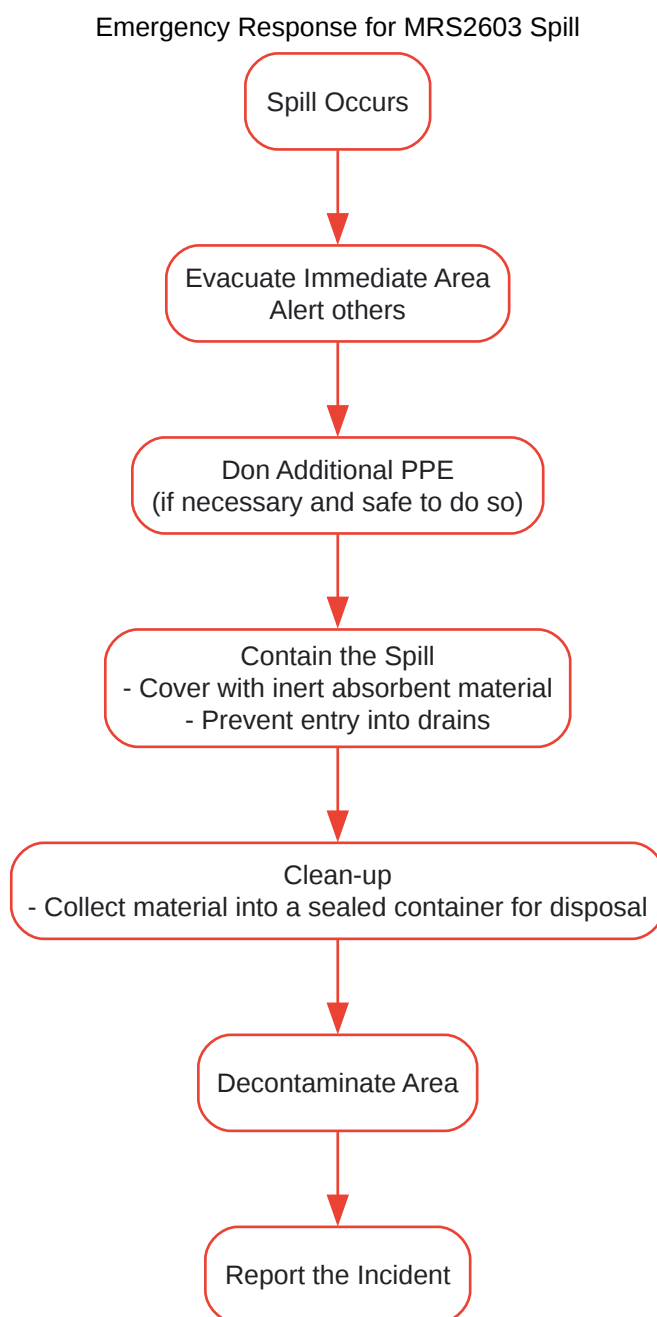 Emergency Response for MRS2603 Spill
Spill Occurs
Evacuate Immediate Area
Alert others
Don Additional PPE
(if necessary and safe to do so)
Contain the Spill
- Cover with inert absorbent material
- Prevent entry into drains
Clean-up
- Collect material into a sealed container for disposal
Decontaminate Area
Report the Incident